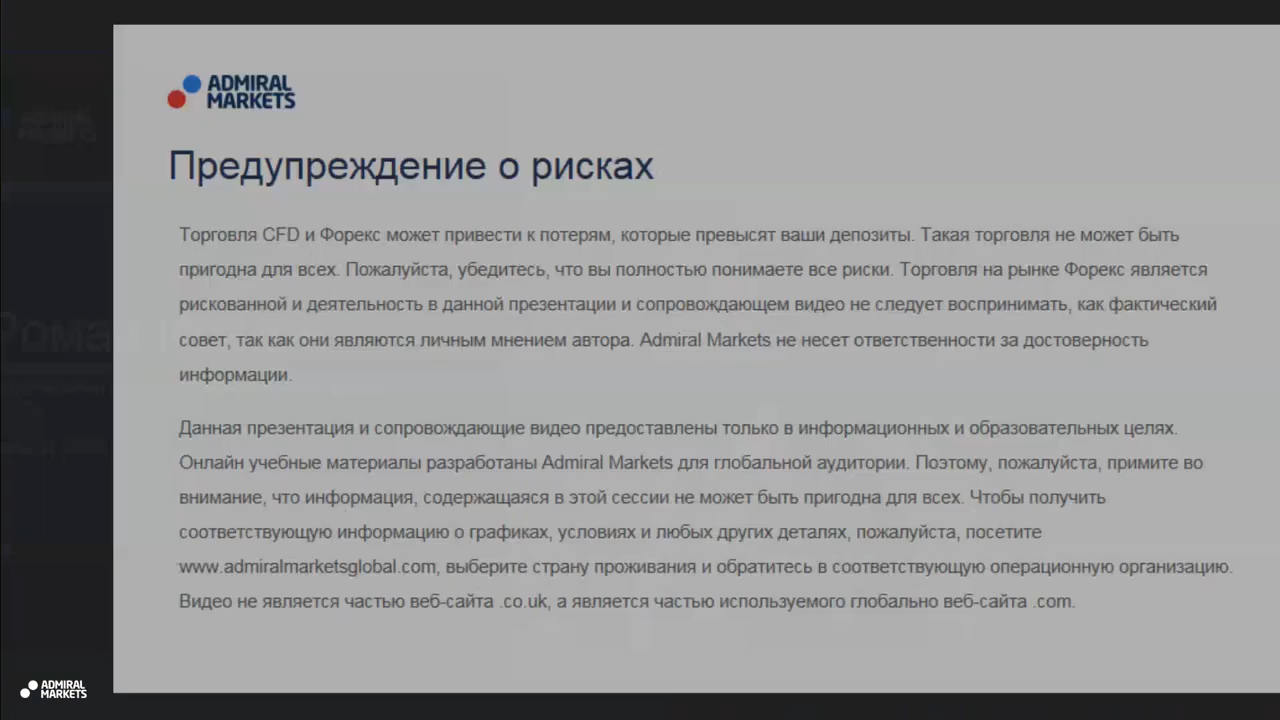 ADMIRAL
MARKETS
Предупреждение о рисках
Торговля CFD и Форекс может привести к потерям, которые превысят ваши депозиты. Такая торговля не может быть
пригодна для всех. Пожалуйста, убедитесь, что вы полностью понимаете все риски. Торговля на рынке Форекс является
рискованной и деятельность в данной презентации и сопровождающем видео не следует воспринимать, как фактический
совет, так как они являются личным мнением автора. Admiral Markets не несет ответственности за достоверность
информации.
Данная презентация и сопровождающие видео предоставлены только в информационных и образовательных целях.
Онлайн учебные материалы разработаны Admiral Markets для глобальной аудитории. Поэтому, пожалуйста, примите во
внимание, что информация, содержащаяся в этой сессии не может быть пригодна для всех. Чтобы получить
соответствующую информацию о графиках, условиях и любых других деталях, пожалуйста, посетите
www.admiralmarketsglobal.com, выберите страну проживания и обратитесь в соответствующую операционную организацию.
Видео не является частью веб-сайта .co.uk, а является частью используемого глобально веб-сайта .com.
ADMIRAL
MARKETS